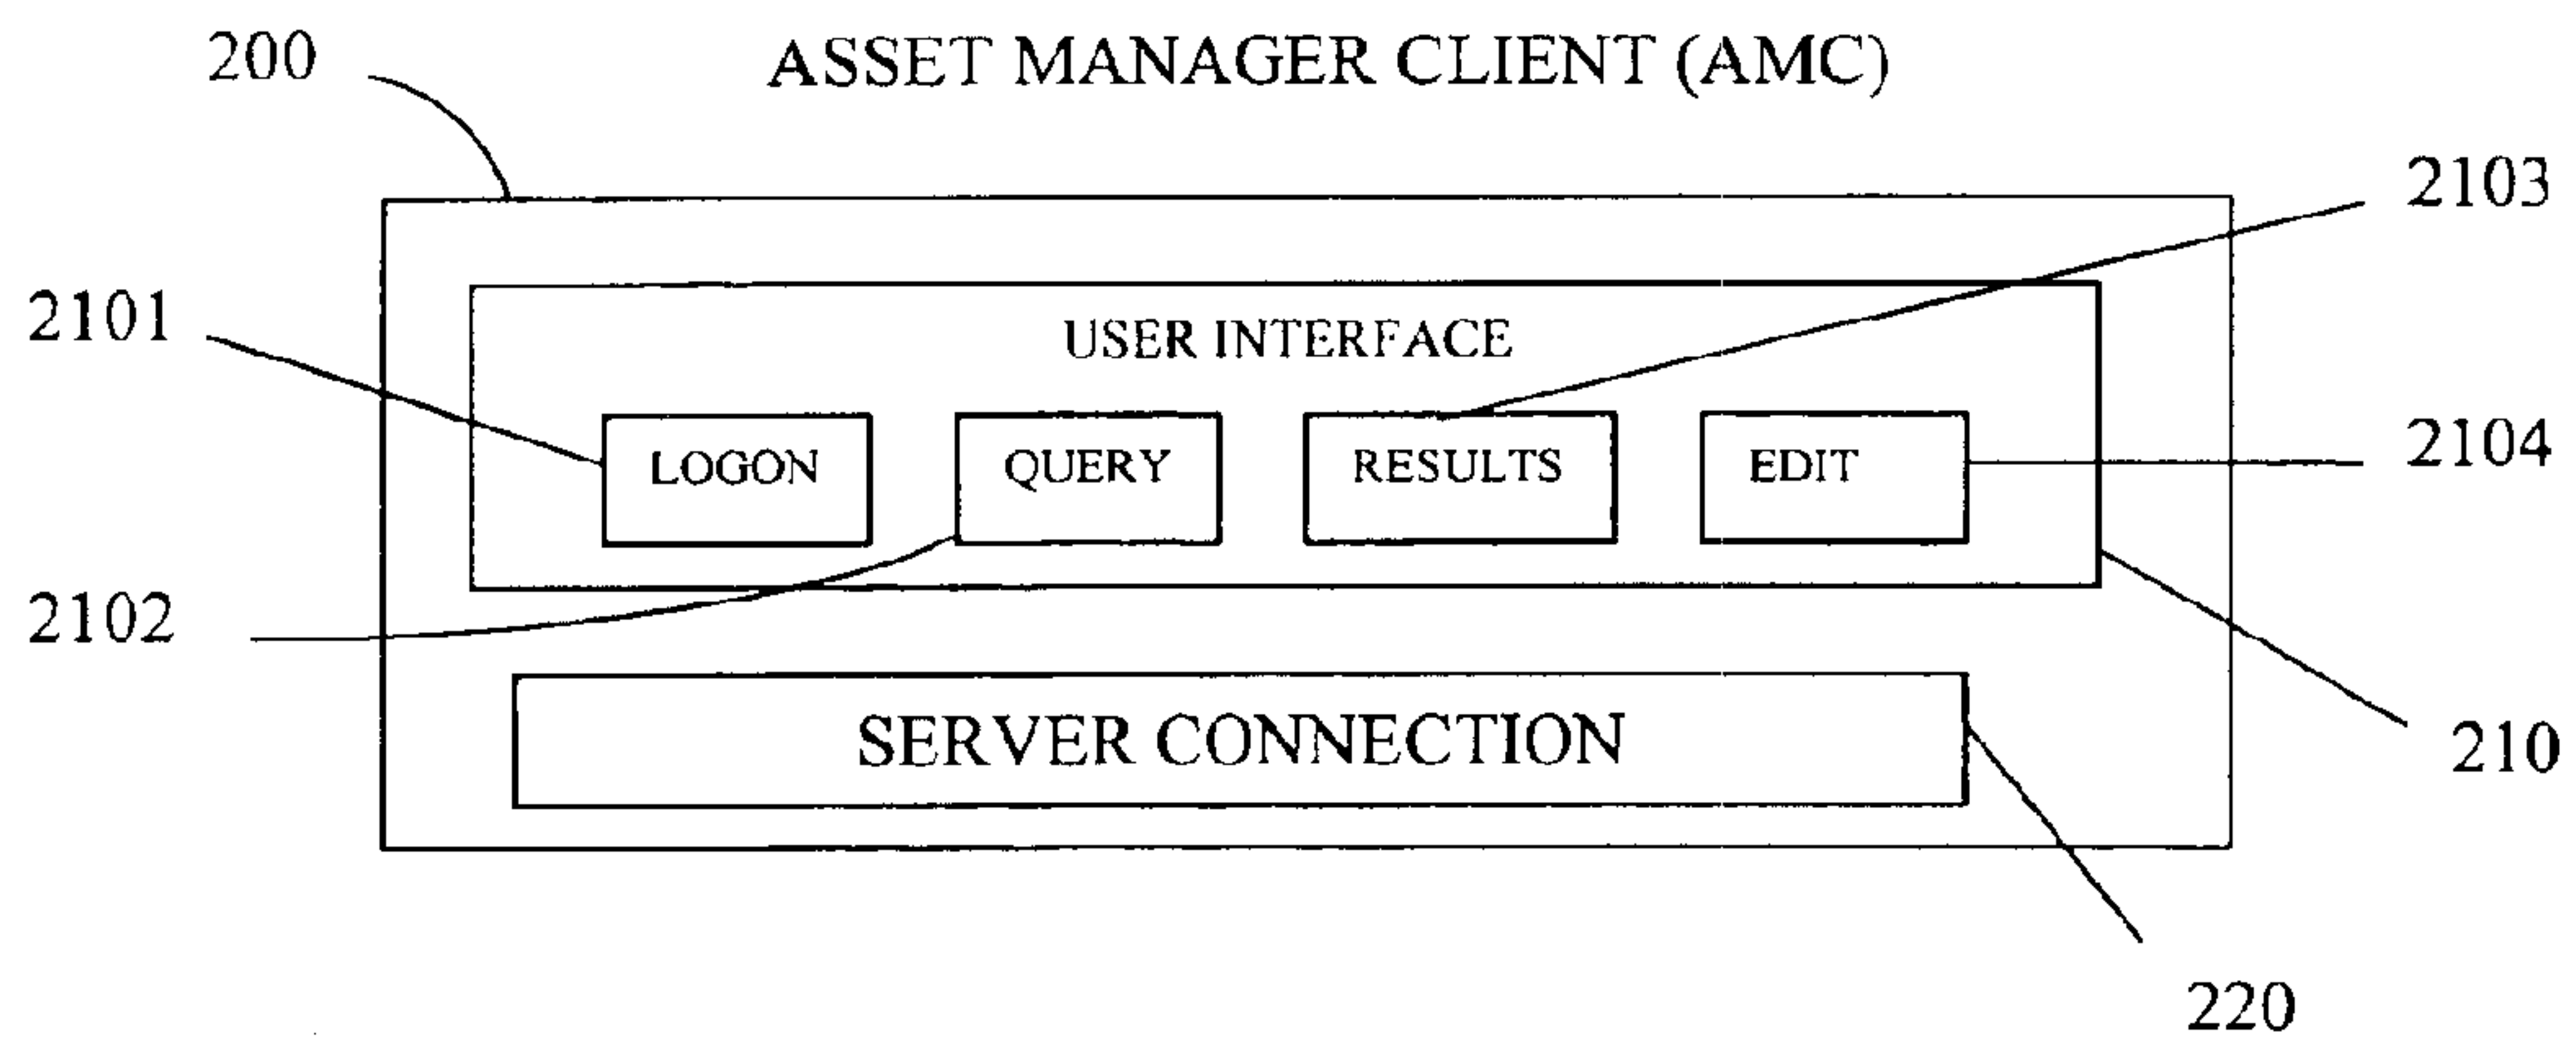 200
ASSET MANAGER CLIENT (AMC)
2103
2101
USER INTERFACE
LOGON
QUERY
RESULTS
EDIT
2104
2102
SERVER CONNECTION
210
220